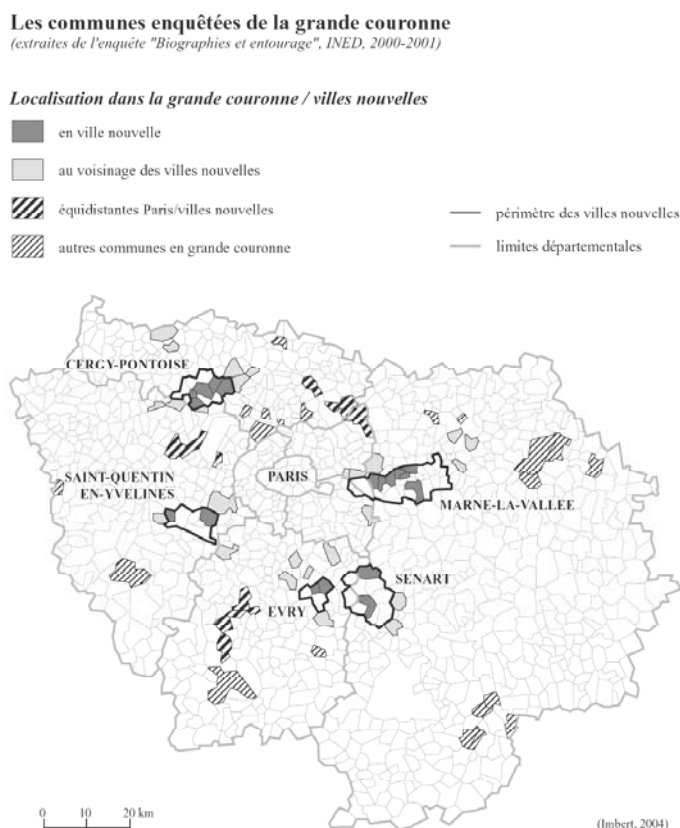 Les communes enquêtées de la grande couronne
(extraites de l'enquête "Biographies et entourage", INED, 2000-2001)
Localisation dans la grande couronne / villes nouvelles
en ville nouvelle
au voisinage des villes nouvelles
équidistantes Paris/villes nouvelles
autres communes en grande couronne
périmètre des villes nouvelles
limites départementales
CERGY-PONTOISE
SAINT-QUENTIN
EN-YVELINES
PARIS
MARNE-LA-VALLEE
SENART
EVRY
0 10 20 km
(Imbert, 2004)